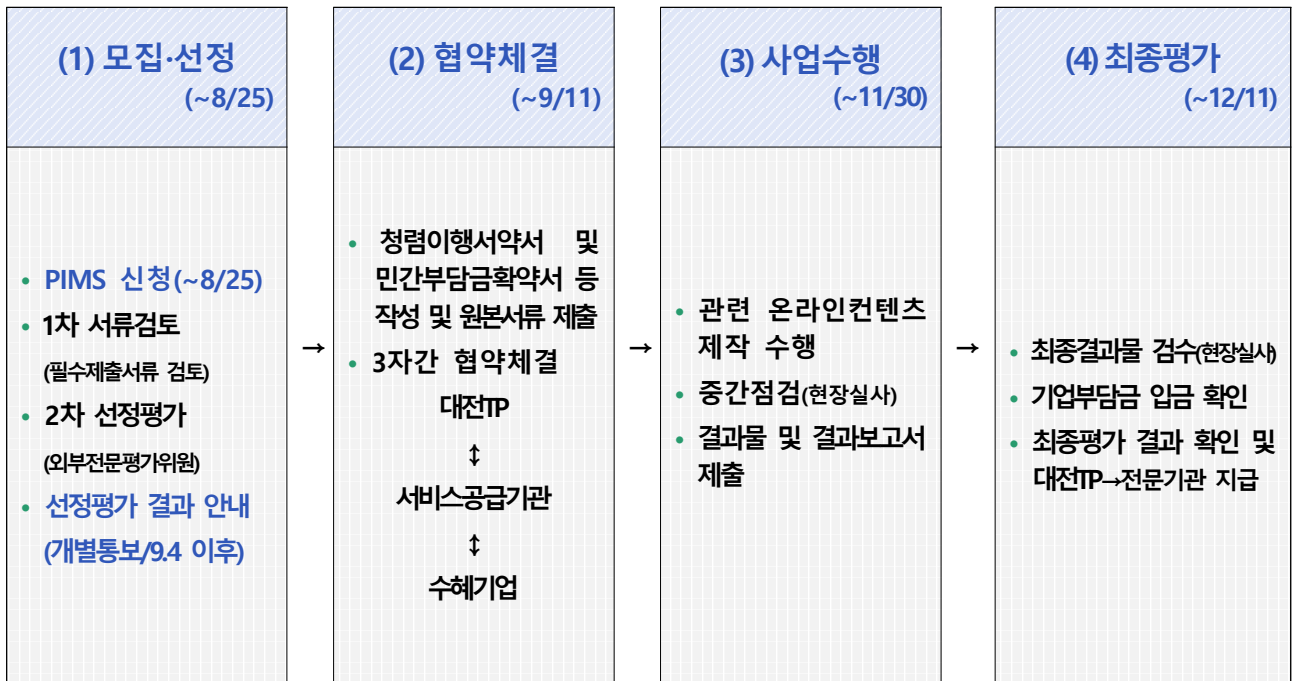 (1) 모집·선정
(~8/25)
• PIMS 신청(~8/25)
• 1차 서류검토
(필수제출서류 검토)
• 2차 선정평가
(외부전문평가위원)
• 선정평가 결과 안내
(개별통보/9.4 이후)
→
(2) 협약체결
(~9/11)
• 청렴이행서약서 및
민간부담금확약서 등
작성 및 원본서류 제출
• 3자간 협약체결
대전TP
↕
서비스공급기관
↕
수혜기업
→
(3) 사업수행
(~11/30)
• 관련 온라인컨텐츠
제작 수행
• 중간점검(현장실사)
• 결과물 및 결과보고서
제출
→
(4) 최종평가
(~12/11)
• 최종결과물 검수(현장실사)
• 기업부담금 입금 확인
• 최종평가 결과 확인 및
대전TP→전문기관 지급